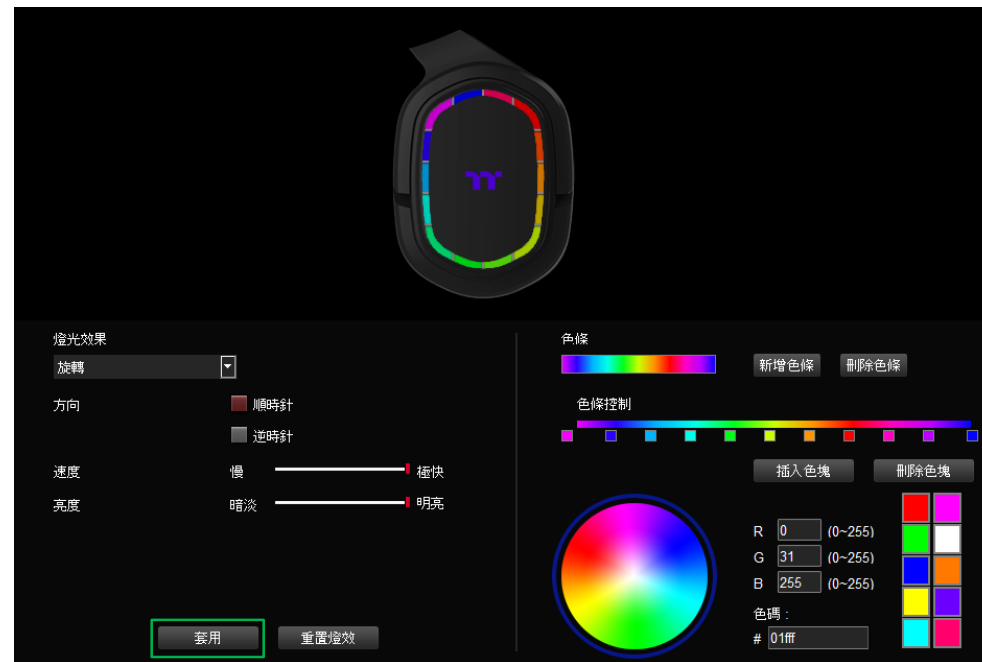 燈光效果
旋轉
方向
順時針
逆時針
速度 慢 極快
亮度 暗淡 明亮
套用 重置燈效
色條
新增色條 刪除色條
色條控制
插入色塊 刪除色塊
R 0 (0~255)
G 31 (0~255)
B 255 (0~255)
色碼 :
# 01fff